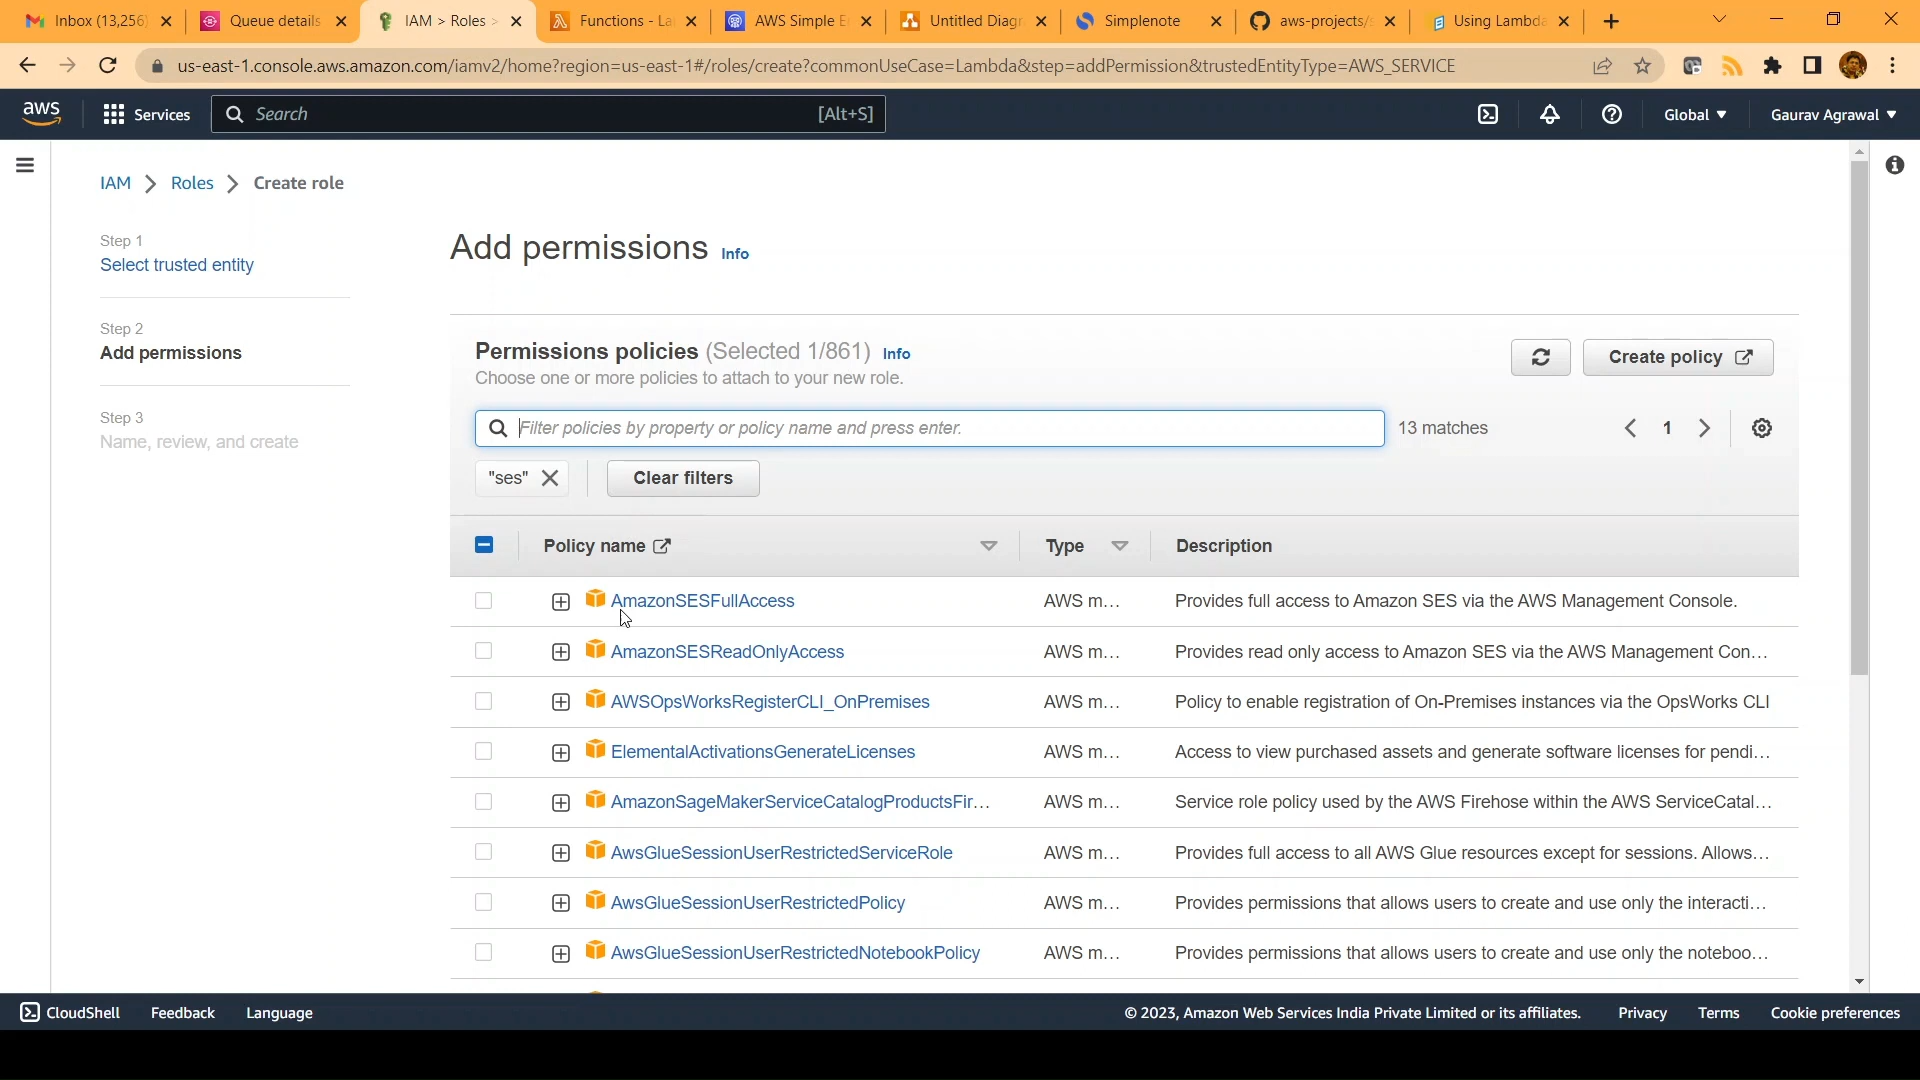 Inbox (13,256)
Queue details
IAM > Roles >
Functions - La
AWS Simple E
Untitled Diagr
Simplenote
aws-projects/s
Using Lambda
us-east-1.console.aws.amazon.com/iamv2/home?region=us-east-1#/roles/create?commonUseCase=Lambda&step=addPermission&trustedEntityType=AWS_SERVICE
aws Services Search [Alt+S] Global Gaurav Agrawal
IAM Roles Create role
Step 1
Select trusted entity
Step 2
Add permissions
Step 3
Name, review, and create
Add permissions Info
Permissions policies (Selected 1/861) Info
Choose one or more policies to attach to your new role.
Create policy
Filter policies by property or policy name and press enter.
13 matches
1
"ses"
Clear filters
Policy name Type Description
AmazonSESFullAccess AWS m... Provides full access to Amazon SES via the AWS Management Console.
AmazonSESReadOnlyAccess AWS m... Provides read only access to Amazon SES via the AWS Management Con...
AWSOpsWorksRegisterCLI_OnPremises AWS m... Policy to enable registration of On-Premises instances via the OpsWorks CLI
ElementalActivationsGenerateLicenses AWS m... Access to view purchased assets and generate software licenses for pendi...
AmazonSageMakerServiceCatalogProductsFir... AWS m... Service role policy used by the AWS Firehose within the AWS ServiceCatal...
AwsGlueSessionUserRestrictedServiceRole AWS m... Provides full access to all AWS Glue resources except for sessions. Allows...
AwsGlueSessionUserRestrictedPolicy AWS m... Provides permissions that allows users to create and use only the interacti...
AwsGlueSessionUserRestrictedNotebookPolicy AWS m... Provides permissions that allows users to create and use only the noteboo...
CloudShell Feedback Language © 2023, Amazon Web Services India Private Limited or its affiliates. Privacy Terms Cookie preferences